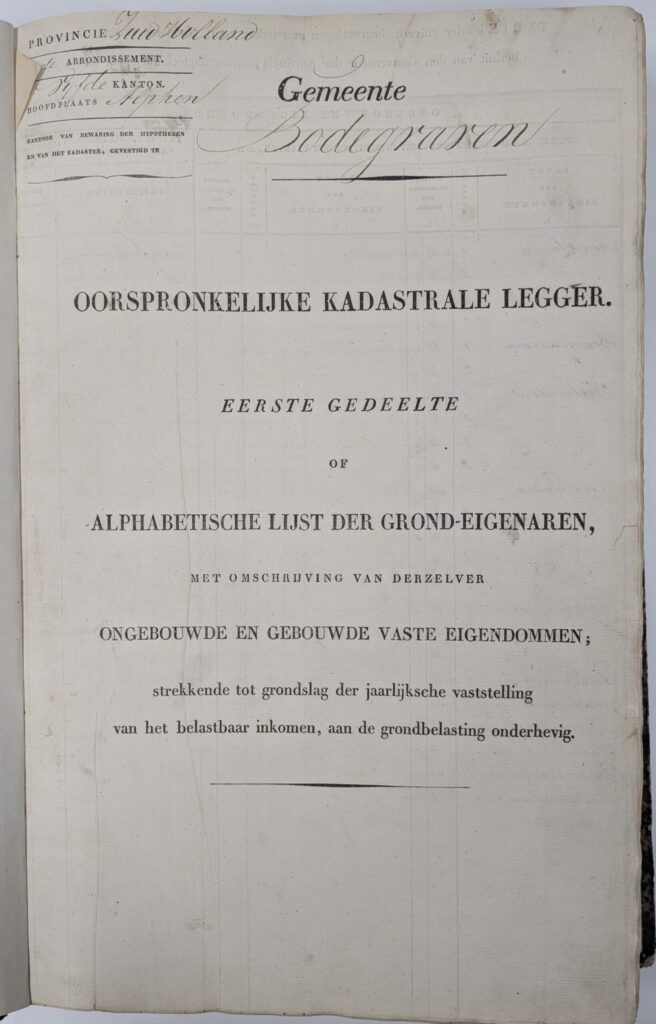 PROVINCIE Zuid Holland
de ARRONDISSEMENT.
Vyfde KANTON.
HOOFDPLAATS Alphen
KANTOOR VAN BEWARING DER HYPOTHEKEN
EN VAN HET KADASTER, GEVESTIGD TE
Gemeente
Bodegraven
OORSPRONKELIJKE KADASTRALE LEGGER.
EERSTE GEDEELTE
OF
ALPHABETISCHE LIJST DER GROND-EIGENAREN,
MET OMSCHRIJVING VAN DERZELVER
ONGEBOUWDE EN GEBOUWDE VASTE EIGENDOMMEN;
strekkende tot grondslag der jaarlijksche vaststelling
van het belastbaar inkomen, aan de grondbelasting onderhevig.